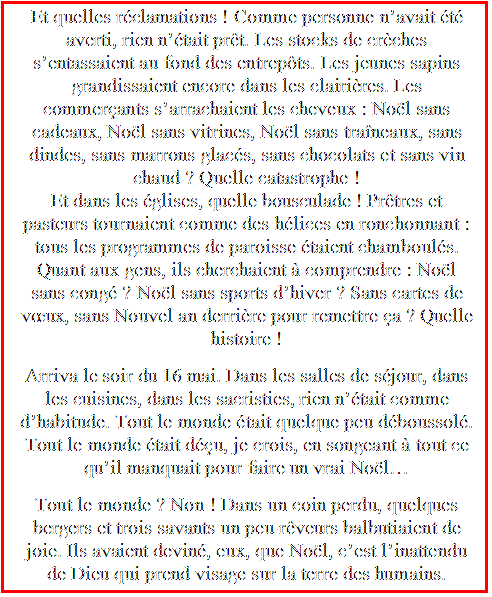 Et quelles réclamations ! Comme personne n'avait été
averti, rien n'était prêt. Les stocks de crèches
s'entassaient au fond des entrepôts. Les jeunes sapins
grandissaient encore dans les clairières. Les
commerçants s'arrachaient les cheveux : Noël sans
cadeaux, Noël sans vitrines, Noël sans traîneaux, sans
dindes, sans marrons glacés, sans chocolats et sans vin
chaud ? Quelle catastrophe !
Et dans les églises, quelle bousculade ! Prêtres et
pasteurs tournaient comme des hélices en ronchonnant :
tous les programmes de paroisse étaient chamboulés.
Quant aux gens, ils cherchaient à comprendre : Noël
sans congé ? Noël sans sports d'hiver ? Sans cartes de
vœux, sans Nouvel an derrière pour remettre ça ? Quelle
histoire !
Arriva le soir du 16 mai. Dans les salles de séjour, dans
les cuisines, dans les sacristies, rien n'était comme
d'habitude. Tout le monde était quelque peu déboussolé.
Tout le monde était déçu, je crois, en songeant à tout ce
qu'il manquait pour faire un vrai Noël…
Tout le monde ? Non ! Dans un coin perdu, quelques
bergers et trois savants un peu rêveurs balbutiaient de
joie. Ils avaient deviné, eux, que Noël, c'est l'inattendu
de Dieu qui prend visage sur la terre des humains.